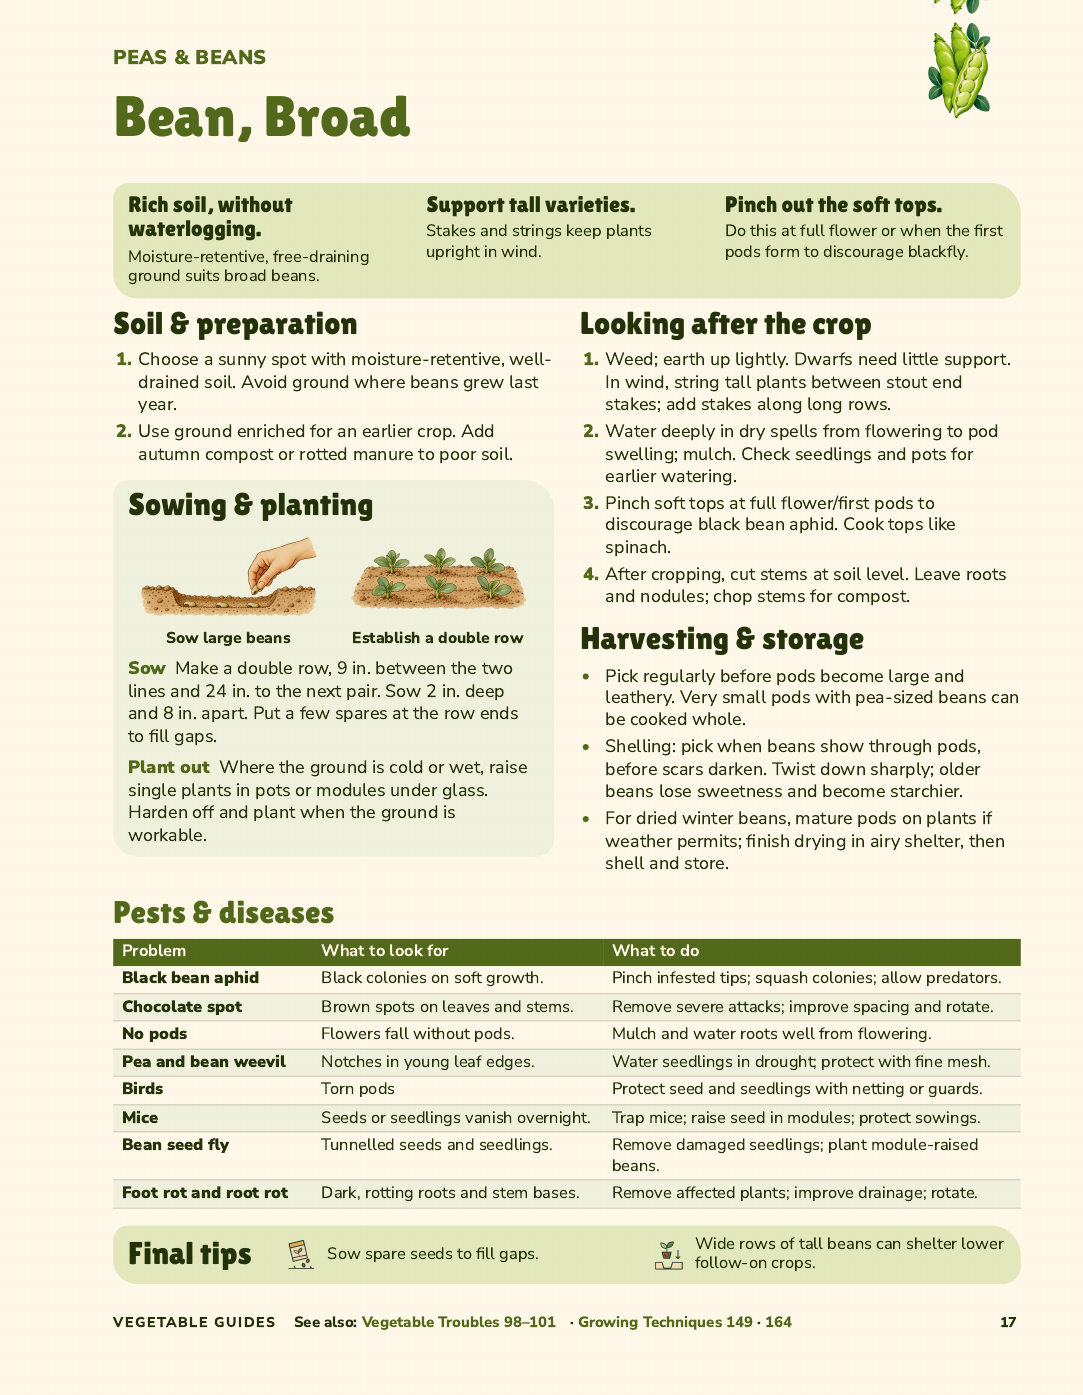 PEAS & BEANS
Bean, Broad
Rich soil, without
waterlogging.
Moisture-retentive, free-draining
ground suits broad beans.
Support tall varieties.
Stakes and strings keep plants
upright in wind.
Pinch out the soft tops.
Do this at full flower or when the first
pods form to discourage blackfly.
Soil & preparation
1. Choose a sunny spot with moisture-retentive, well-
drained soil. Avoid ground where beans grew last
year.
2. Use ground enriched for an earlier crop. Add
autumn compost or rotted manure to poor soil.
Sowing & planting
Sow large beans
Establish a double row
Sow Make a double row, 9 in. between the two
lines and 24 in. to the next pair. Sow 2 in. deep
and 8 in. apart. Put a few spares at the row ends
to fill gaps.
Plant out Where the ground is cold or wet, raise
single plants in pots or modules under glass.
Harden off and plant when the ground is
workable.
Looking after the crop
1. Weed; earth up lightly. Dwarfs need little support.
In wind, string tall plants between stout end
stakes; add stakes along long rows.
2. Water deeply in dry spells from flowering to pod
swelling; mulch. Check seedlings and pots for
earlier watering.
3. Pinch soft tops at full flower/first pods to
discourage black bean aphid. Cook tops like
spinach.
4. After cropping, cut stems at soil level. Leave roots
and nodules; chop stems for compost.
Harvesting & storage
• Pick regularly before pods become large and
leathery. Very small pods with pea-sized beans can
be cooked whole.
• Shelling: pick when beans show through pods,
before scars darken. Twist down sharply; older
beans lose sweetness and become starchier.
• For dried winter beans, mature pods on plants if
weather permits; finish drying in airy shelter, then
shell and store.
Pests & diseases
Problem What to look for What to do
Black bean aphid Black colonies on soft growth. Pinch infested tips; squash colonies; allow predators.
Chocolate spot Brown spots on leaves and stems. Remove severe attacks; improve spacing and rotate.
No pods Flowers fall without pods. Mulch and water roots well from flowering.
Pea and bean weevil Notches in young leaf edges. Water seedlings in drought; protect with fine mesh.
Birds Torn pods Protect seed and seedlings with netting or guards.
Mice Seeds or seedlings vanish overnight. Trap mice; raise seed in modules; protect sowings.
Bean seed fly Tunnelled seeds and seedlings. Remove damaged seedlings; plant module-raised
beans.
Foot rot and root rot Dark, rotting roots and stem bases. Remove affected plants; improve drainage; rotate.
Final tips
Sow spare seeds to fill gaps.
Wide rows of tall beans can shelter lower
follow-on crops.
VEGETABLE GUIDES See also: Vegetable Troubles 98–101 · Growing Techniques 149 · 164 17